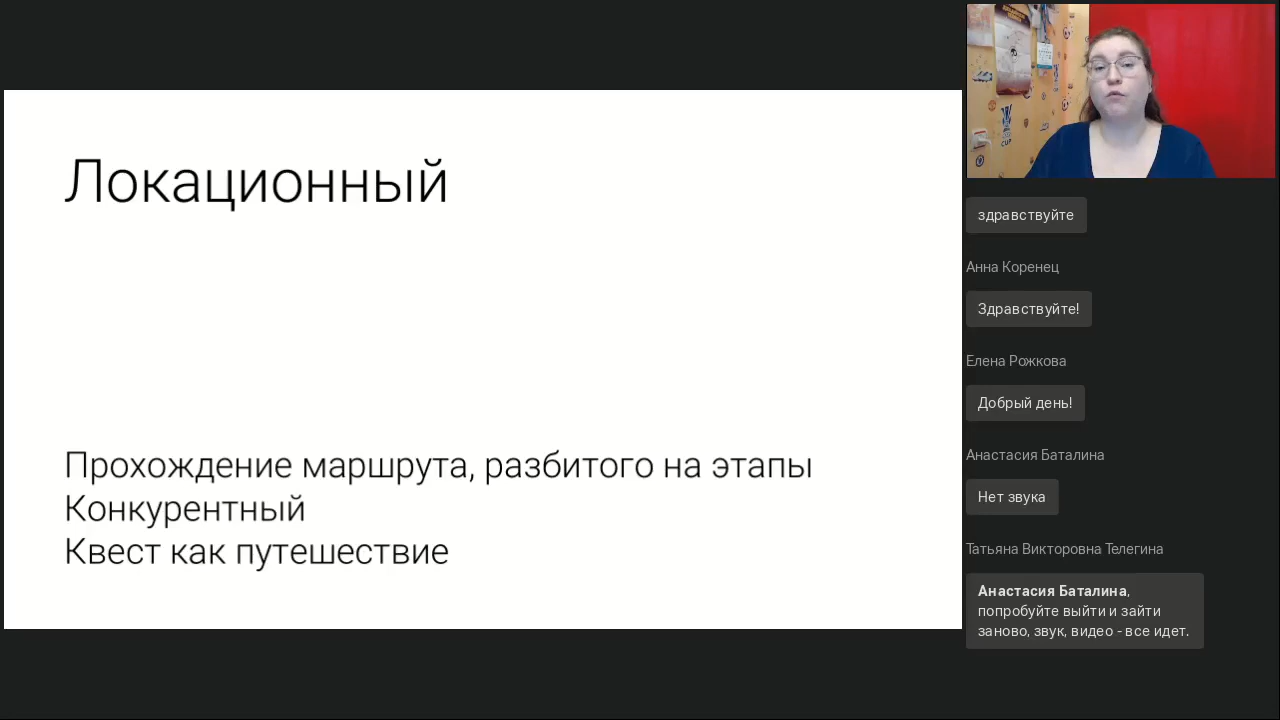 Локационный
Прохождение маршрута, разбитого на этапы
Конкурентный
Квест как путешествие
здравствуйте
Анна Коренец
Здравствуйте!
Елена Рожкова
Добрый день!
Анастасия Баталина
Нет звука
Татьяна Викторовна Телегина
Анастасия Баталина,
попробуйте выйти и зайти
заново, звук, видео - все идет.